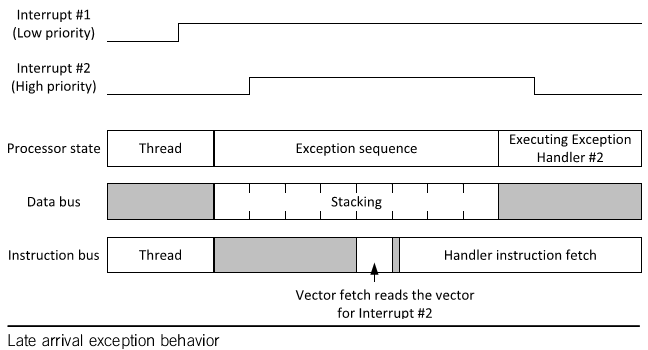 Interrupt #1
(Low priority)
Interrupt #2
(High priority)
Processor state
Thread
Exception sequence
Executing Exception
Handler #2
Data bus
Stacking
Instruction bus
Thread
Handler instruction fetch
Vector fetch reads the vector
for Interrupt #2
Late arrival exception behavior